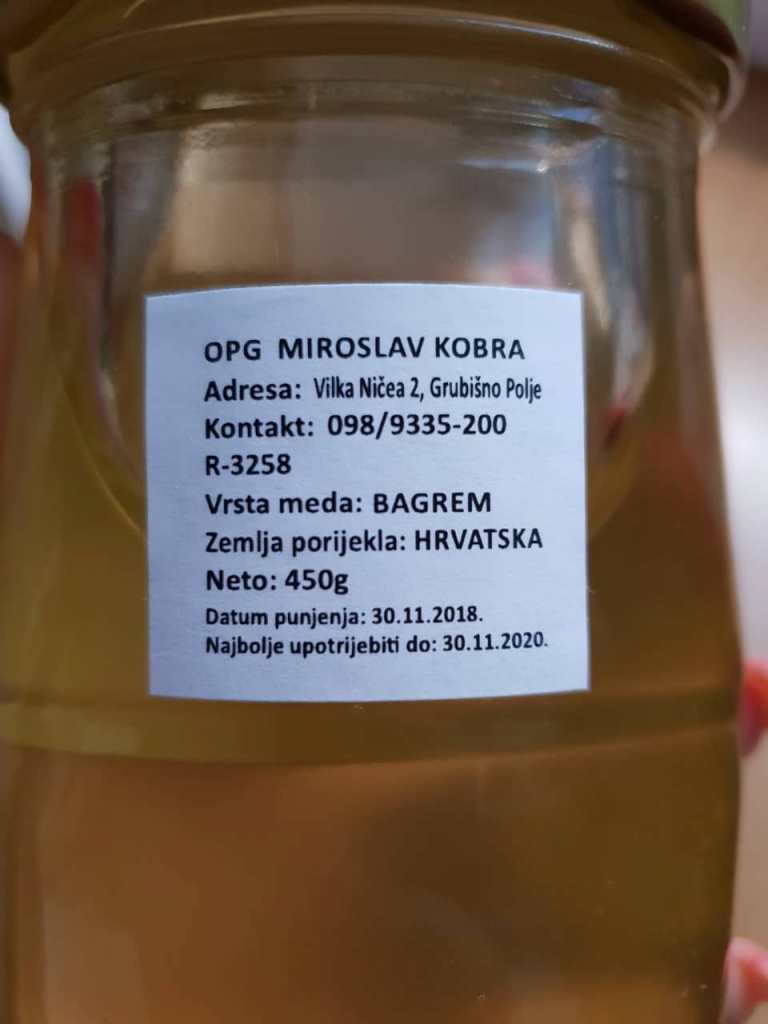 OPG MIROSLAV KOBRA
Adresa: Vilka Ničea 2, Grubišno Polje
Kontakt: 098/9335-200
R-3258
Vrsta meda: BAGREM
Zemlja porijekla: HRVATSKA
Neto: 450g
Datum punjenja: 30.11.2018.
Najbolje upotrijebiti do: 30.11.2020.